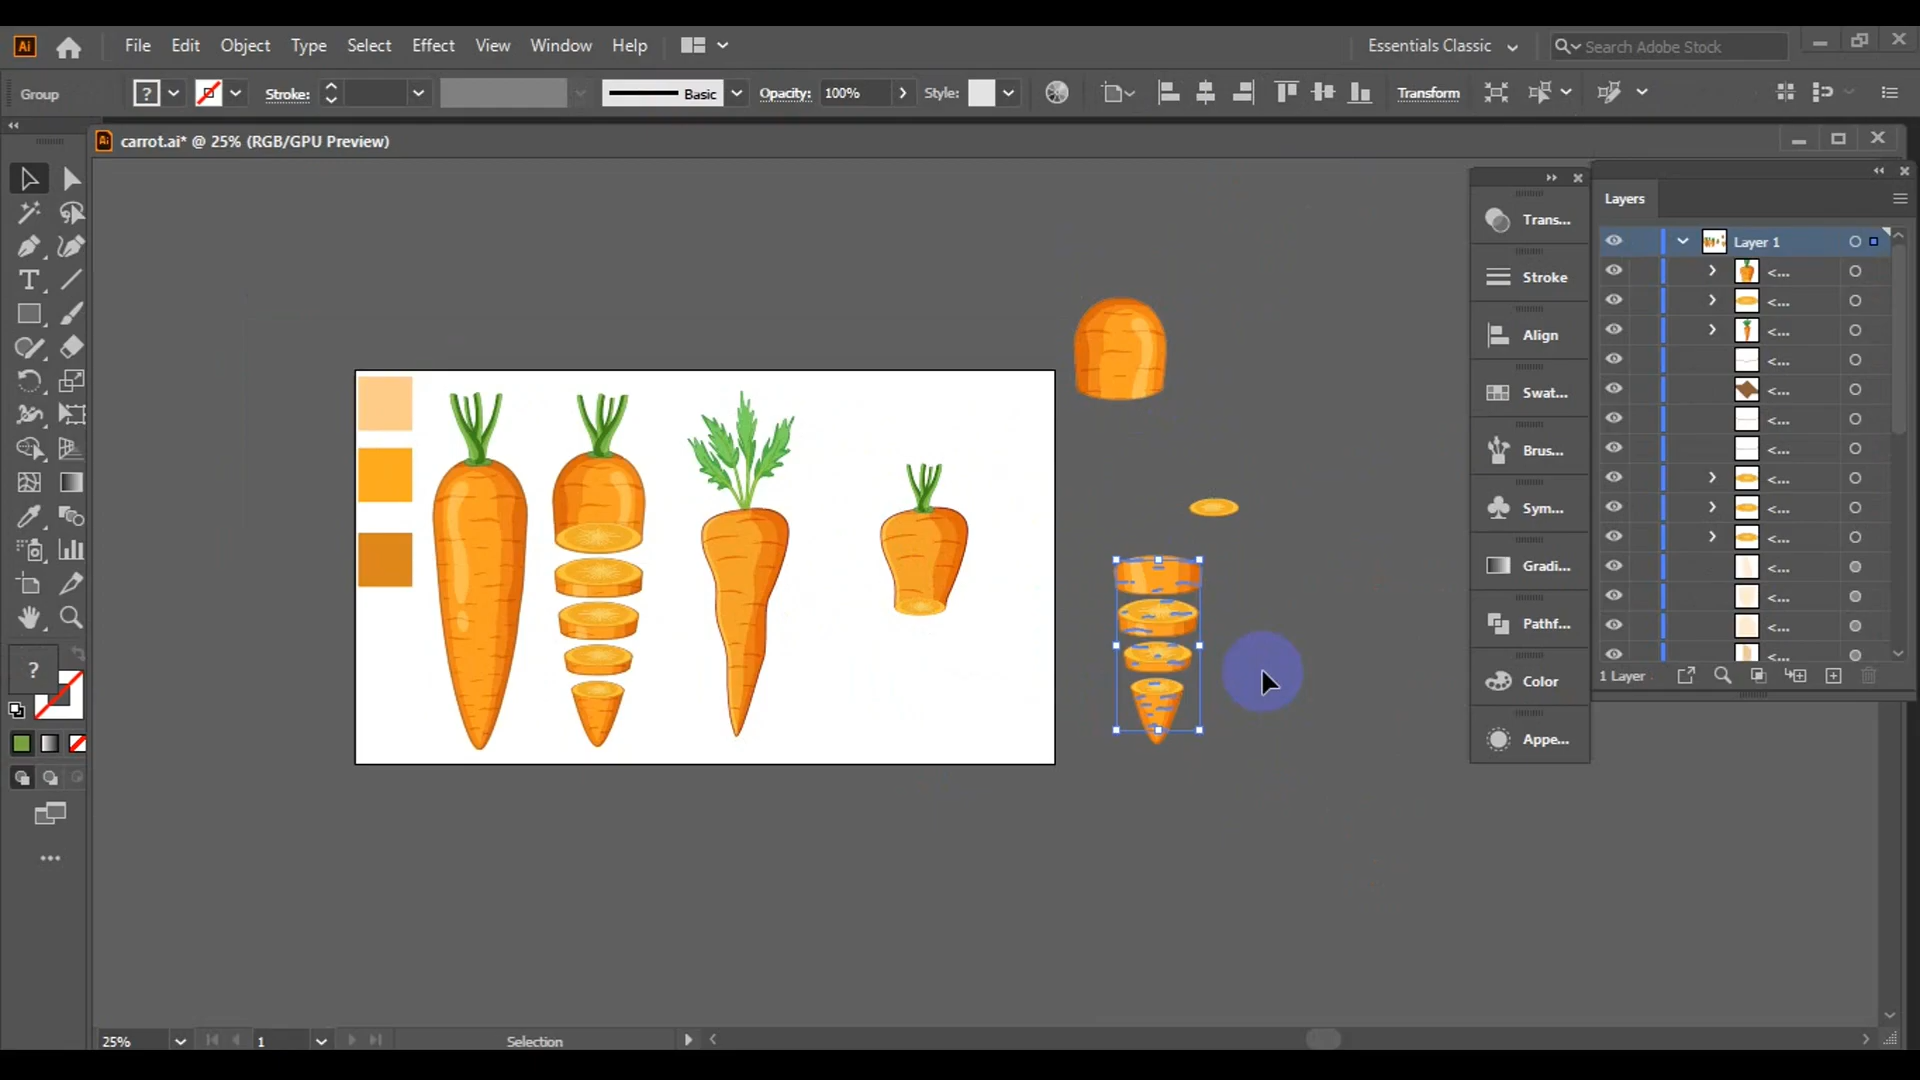 Ai File Edit Object Type Select Effect View Window Help Essentials Classic Search Adobe Stock
Group ? Stroke: Basic Opacity: 100% Style: Transform
Ai carrot.ai* @ 25% (RGB/GPU Preview)
Layers
Trans...
Layer 1
<...
Stroke
<...
<...
Align
<...
Swat...
<...
<...
Brus...
<...
<...
Sym...
<...
<...
Gradi...
<...
<...
Pathf...
<...
<...
?
Color
1 Layer
Appe...
25% 1 Selection